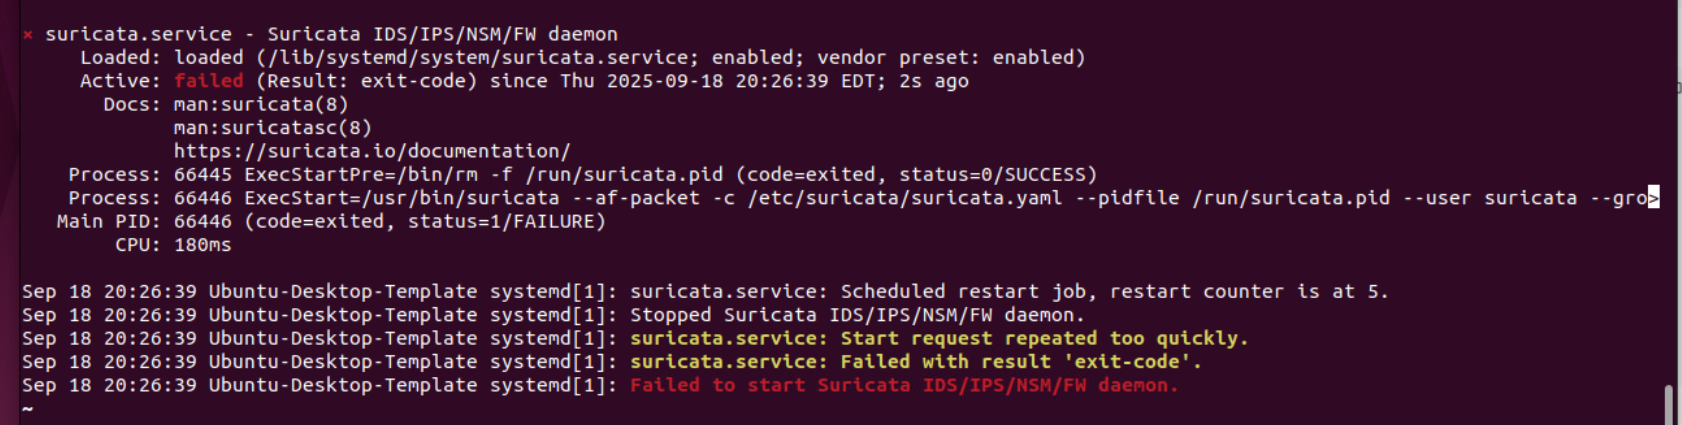 × suricata.service - Suricata IDS/IPS/NSM/FW daemon
     Loaded: loaded (/lib/systemd/system/suricata.service; enabled; vendor preset: enabled)
     Active: failed (Result: exit-code) since Thu 2025-09-18 20:26:39 EDT; 2s ago
       Docs: man:suricata(8)
             man:suricatasc(8)
             https://suricata.io/documentation/
    Process: 66445 ExecStartPre=/bin/rm -f /run/suricata.pid (code=exited, status=0/SUCCESS)
    Process: 66446 ExecStart=/usr/bin/suricata --af-packet -c /etc/suricata/suricata.yaml --pidfile /run/suricata.pid --user suricata --gro>
   Main PID: 66446 (code=exited, status=1/FAILURE)
        CPU: 180ms

Sep 18 20:26:39 Ubuntu-Desktop-Template systemd[1]: suricata.service: Scheduled restart job, restart counter is at 5.
Sep 18 20:26:39 Ubuntu-Desktop-Template systemd[1]: Stopped Suricata IDS/IPS/NSM/FW daemon.
Sep 18 20:26:39 Ubuntu-Desktop-Template systemd[1]: suricata.service: Start request repeated too quickly.
Sep 18 20:26:39 Ubuntu-Desktop-Template systemd[1]: suricata.service: Failed with result 'exit-code'.
Sep 18 20:26:39 Ubuntu-Desktop-Template systemd[1]: Failed to start Suricata IDS/IPS/NSM/FW daemon.
~